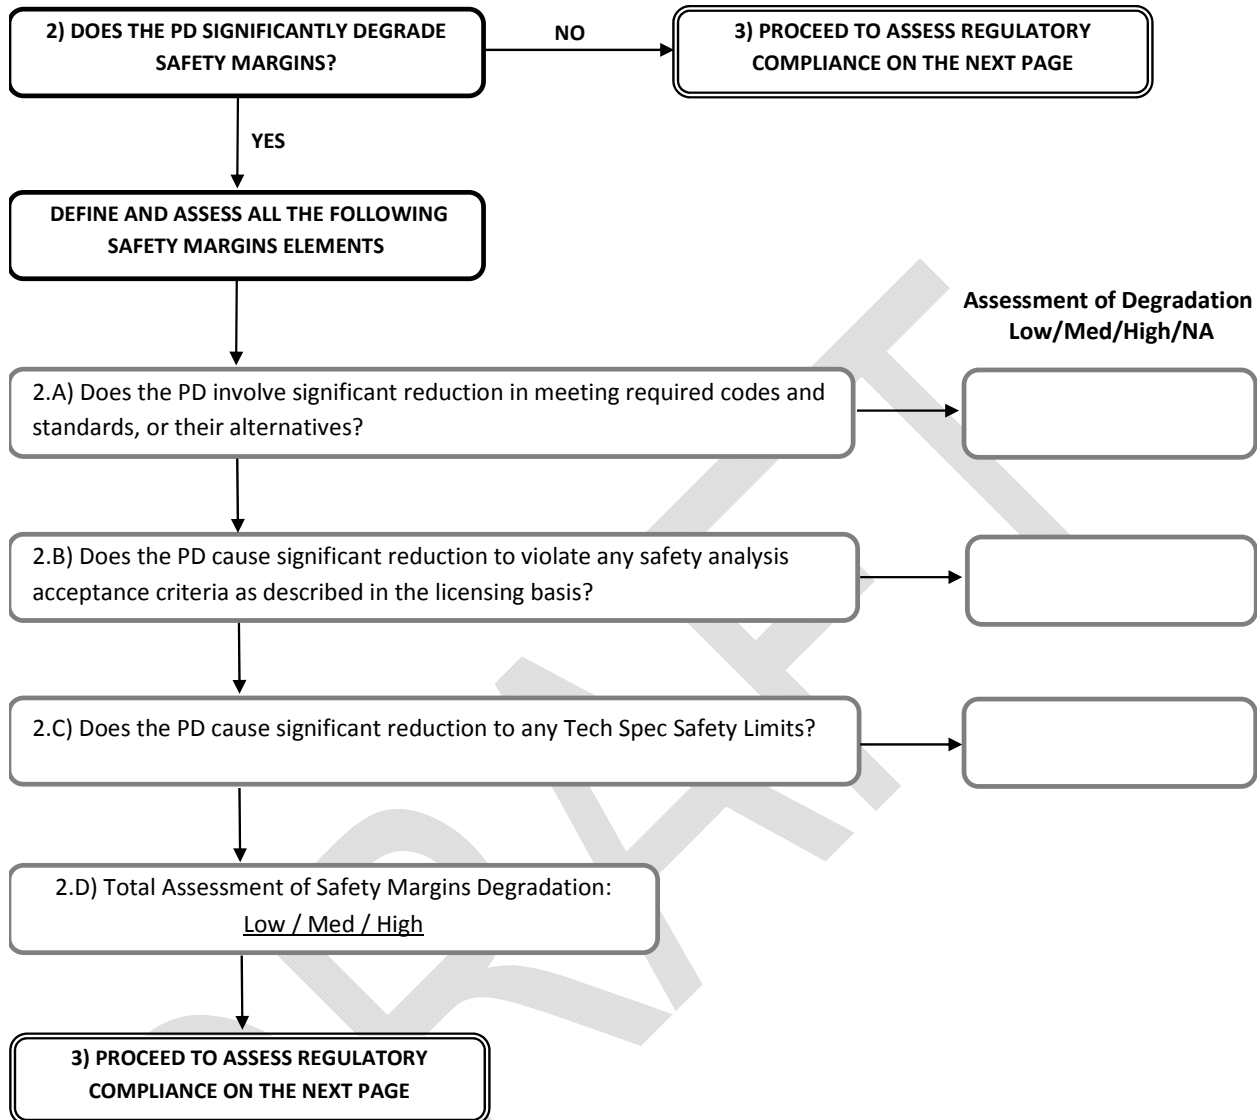 2) DOES THE PD SIGNIFICANTLY DEGRADE
SAFETY MARGINS?
NO
3) PROCEED TO ASSESS REGULATORY
COMPLIANCE ON THE NEXT PAGE
YES
DEFINE AND ASSESS ALL THE FOLLOWING
SAFETY MARGINS ELEMENTS
Assessment of Degradation
Low/Med/High/NA
2.A) Does the PD involve significant reduction in meeting required codes and
standards, or their alternatives?
2.B) Does the PD cause significant reduction to violate any safety analysis
acceptance criteria as described in the licensing basis?
2.C) Does the PD cause significant reduction to any Tech Spec Safety Limits?
2.D) Total Assessment of Safety Margins Degradation:
Low / Med / High
3) PROCEED TO ASSESS REGULATORY
COMPLIANCE ON THE NEXT PAGE
DRAFT